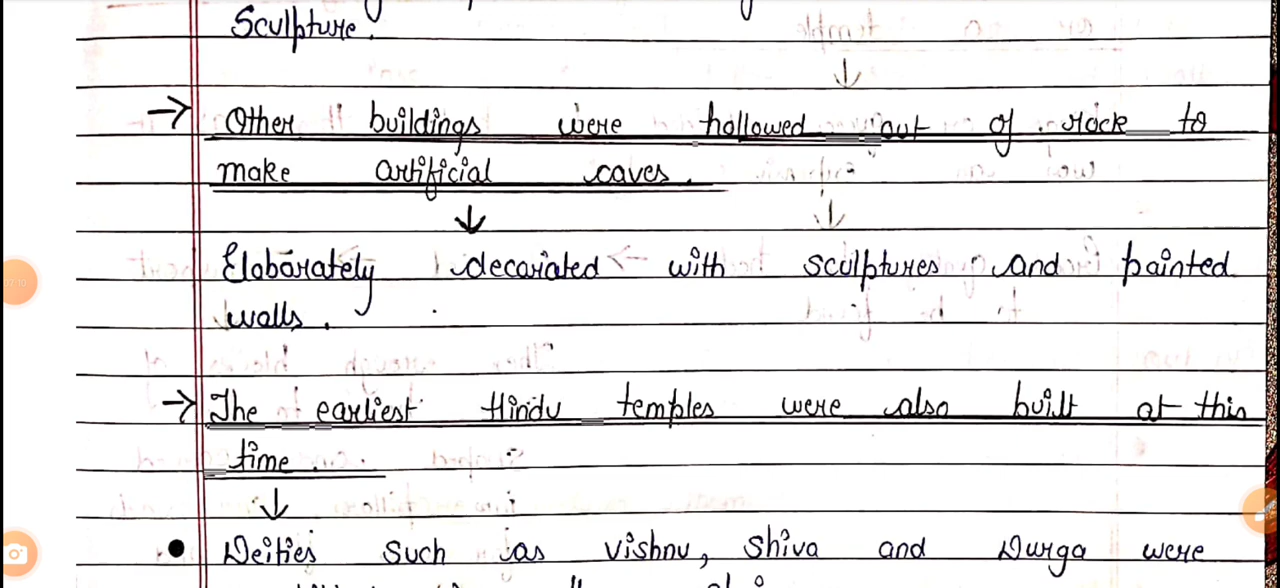 Sculpture.
→ Other buildings were hollowed out of rock to
make artificial caves.
↓
Elaborately decorated with sculptures and painted
walls.
→ The earliest Hindu temples were also built at this
time.
↓
• Deities such as vishnu, Shiva and Durga were